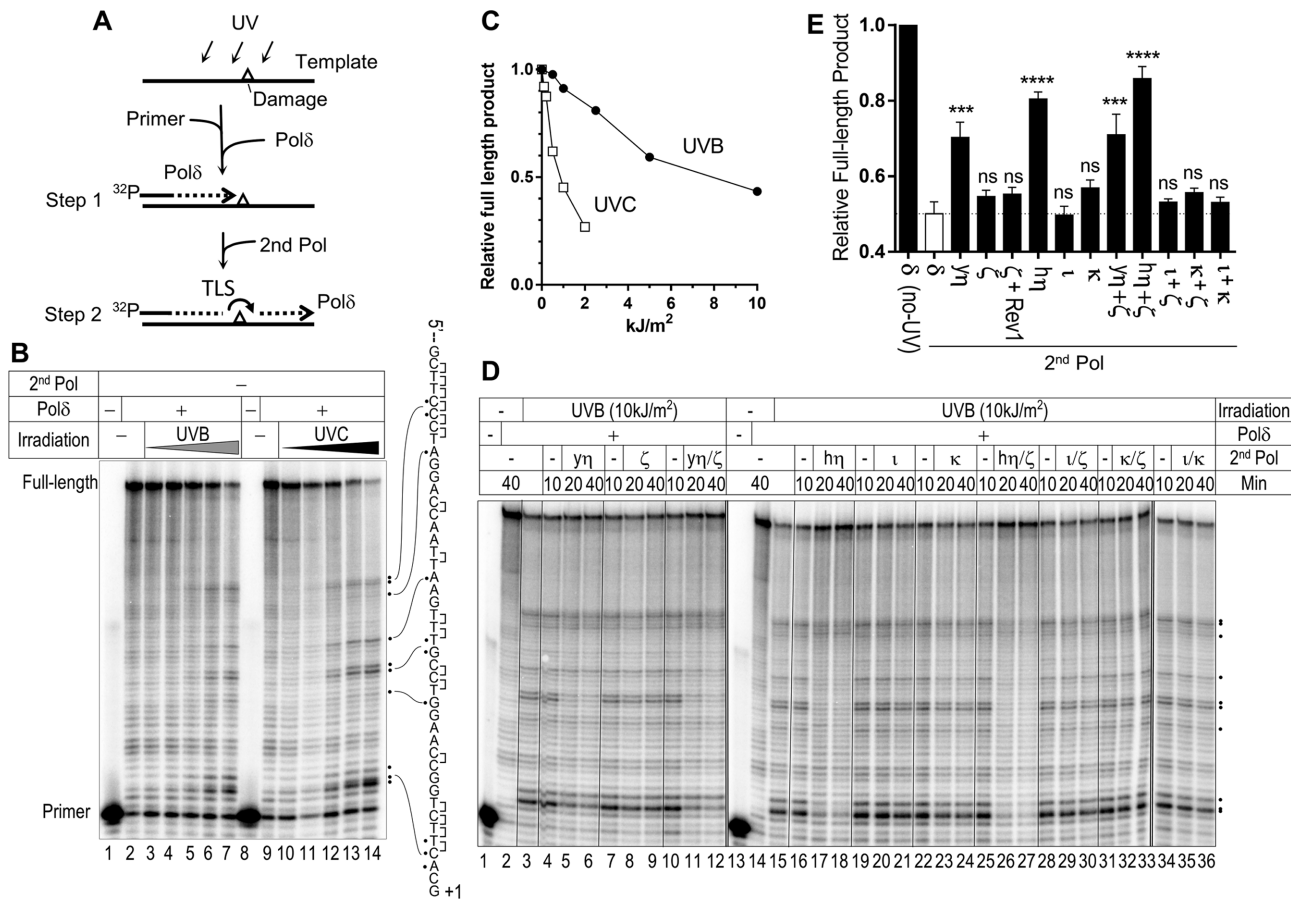 A
UV
Template
Damage
Primer
Polδ
Polδ
Step 1
32P
2nd Pol
TLS
Polδ
Step 2
32P
B
2nd Pol –
Polδ – + – +
Irradiation – UVB – UVC
Full-length
Primer
1 2 3 4 5 6 7 8 9 10 11 12 13 14
5'
G
C
T
T
C
C
C
T
A
G
G
A
C
C
A
A
T
T
A
A
G
T
T
T
G
C
C
T
G
G
A
A
C
C
G
G
T
C
T
T
C
A
C
G +1
C
Relative full length product
1.0
0.5
0.0
0 2 4 6 8 10
kJ/m2
UVB
UVC
D
- UVB (10kJ/m2) - UVB (10kJ/m2) Irradiation
- + - + Polδ
- - yη - ζ - yη/ζ - - hη - ι - κ - hη/ζ - ι/ζ - κ/ζ - ι/κ 2nd Pol
40 10 20 40 10 20 40 10 20 40 40 10 20 40 10 20 40 10 20 40 10 20 40 10 20 40 10 20 40 10 20 40 Min
1 2 3 4 5 6 7 8 9 10 11 12 13 14 15 16 17 18 19 20 21 22 23 24 25 26 27 28 29 30 31 32 33 34 35 36
E
Relative Full-length Product
1.0
0.8
0.6
0.4
*** ns ns **** ns ns *** **** ns ns ns
δ (no-UV)
δ
yη
ζ
ζ + Rev1
hη
ι
κ
yη+ζ
hη+ζ
ι+ζ
κ+ζ
ι+κ
2nd Pol